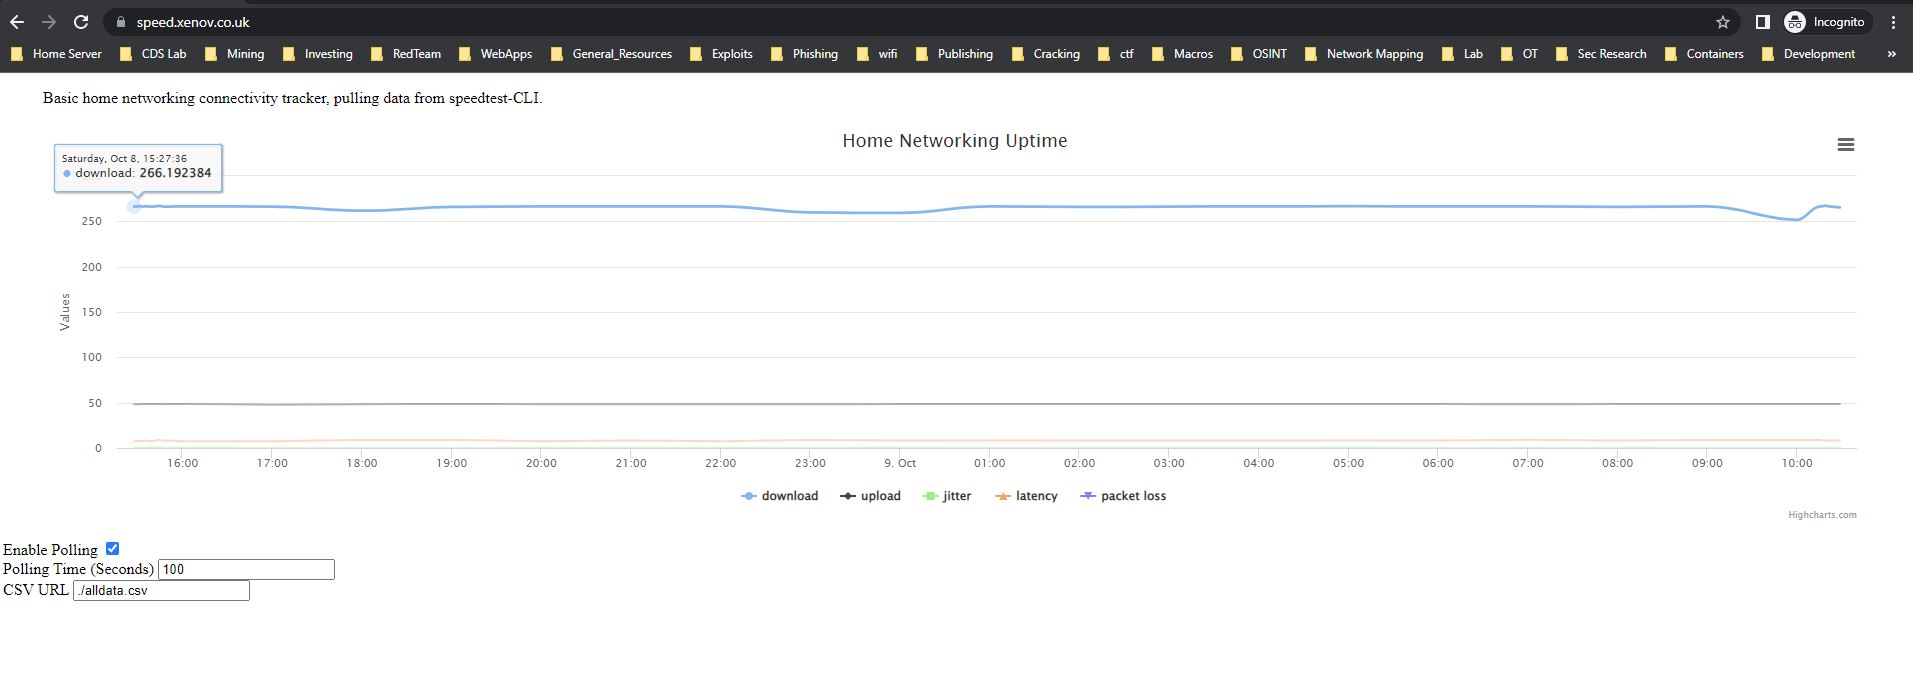 speed.xenov.co.uk Incognito
Home Server CDS Lab Mining Investing RedTeam WebApps General_Resources Exploits Phishing wifi Publishing Cracking ctf Macros OSINT Network Mapping Lab OT Sec Research Containers Development »
Basic home networking connectivity tracker, pulling data from speedtest-CLI.
Home Networking Uptime
Saturday, Oct 8, 15:27:36
download: 266.192384
250
200
150
100
50
0
Values
16:00 17:00 18:00 19:00 20:00 21:00 22:00 23:00 9. Oct 01:00 02:00 03:00 04:00 05:00 06:00 07:00 08:00 09:00 10:00
download upload jitter latency packet loss
Highcharts.com
Enable Polling
Polling Time (Seconds) 100
CSV URL ./alldata.csv